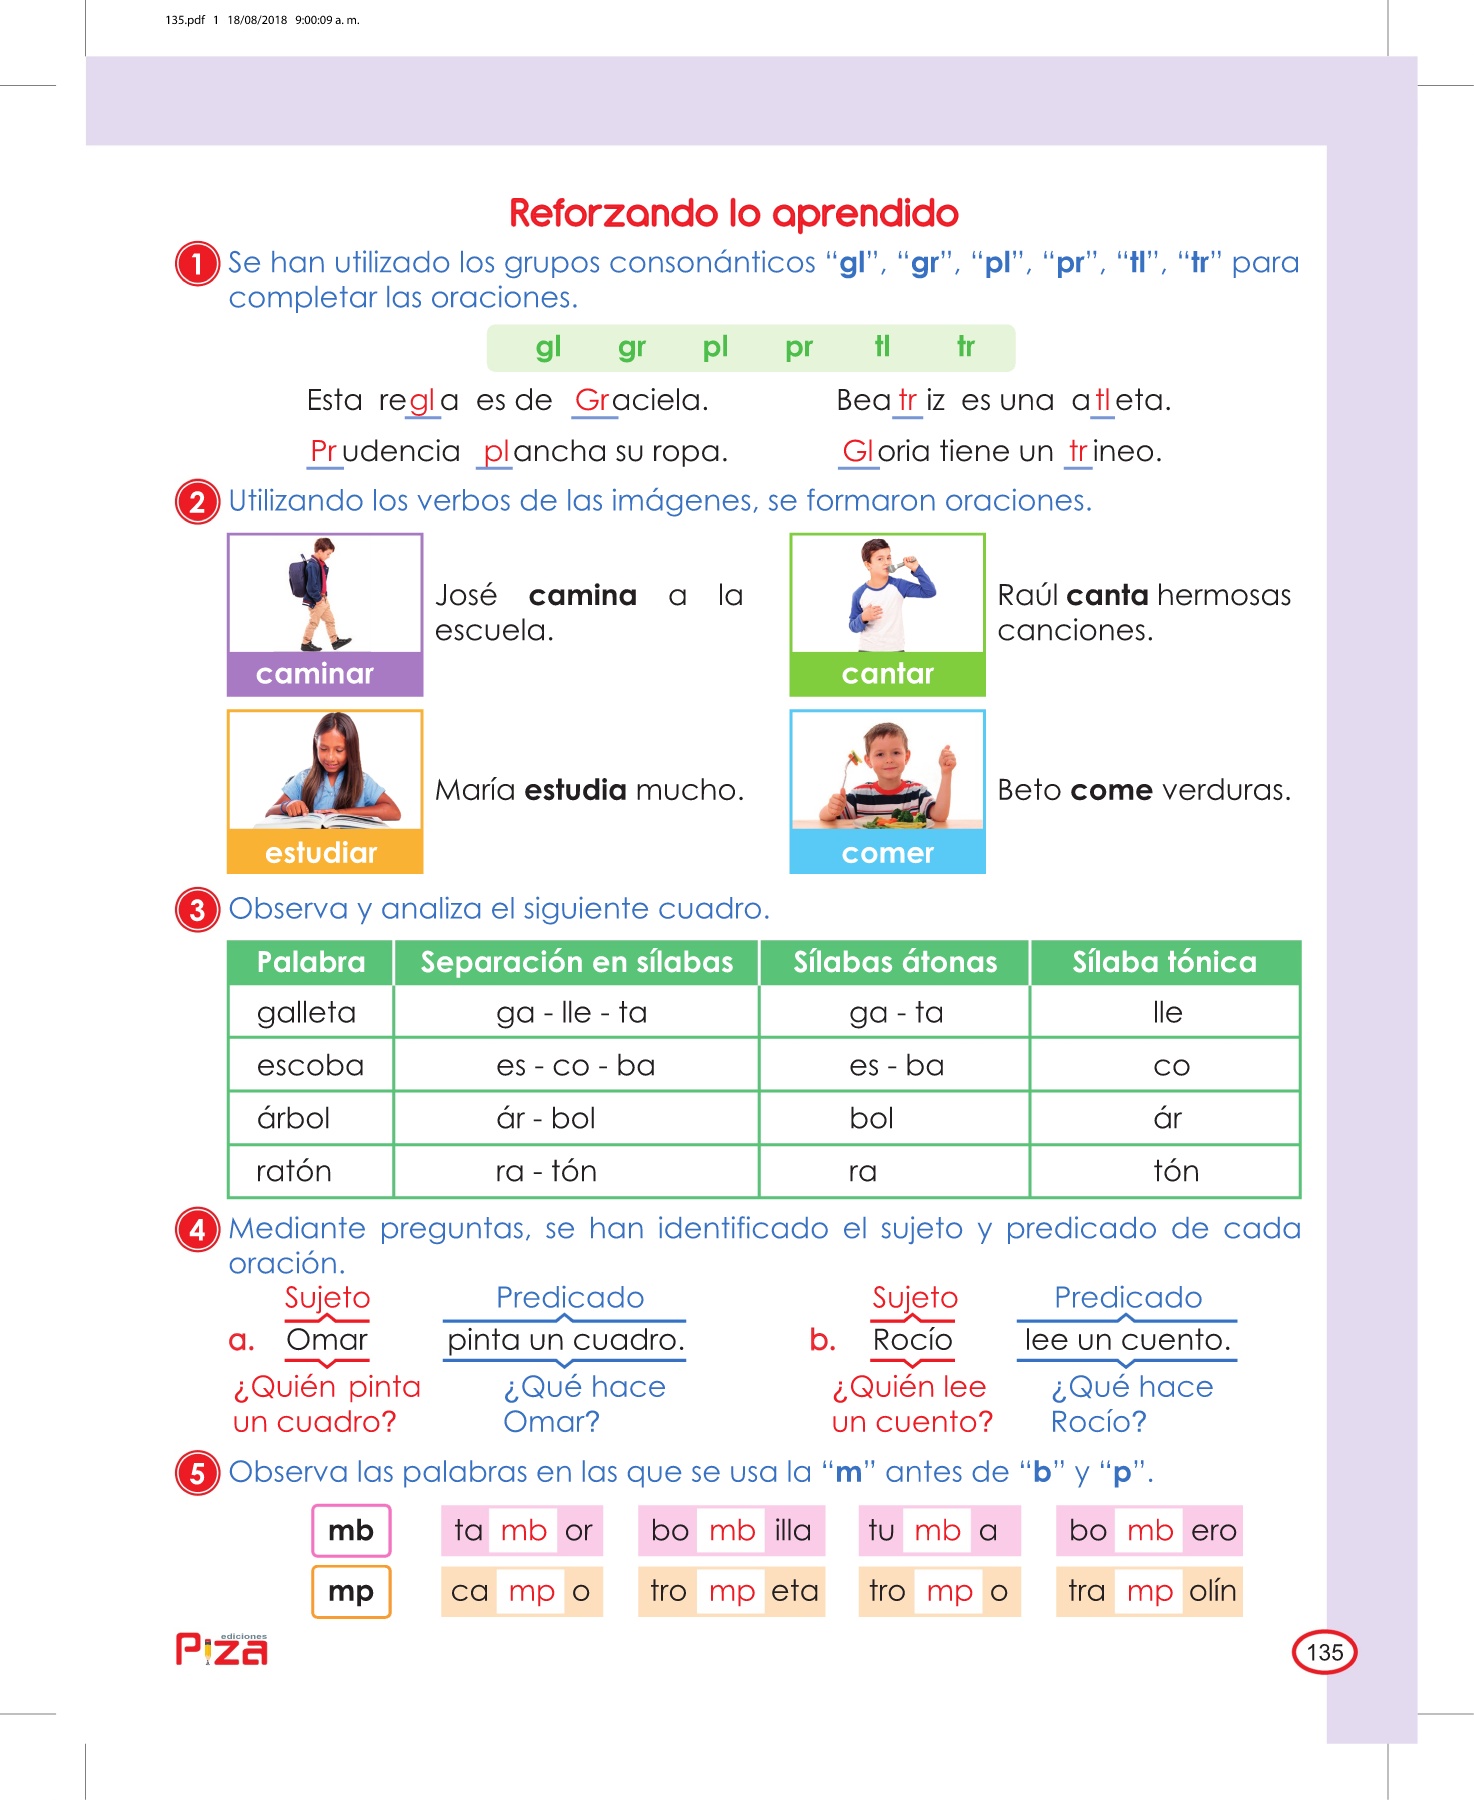 135.pdf 1 18/08/2018 9:00:09 a. m.
Reforzando lo aprendido
1 Se han utilizado los grupos consonánticos “gl”, “gr”, “pl”, “pr”, “tl”, “tr” para
completar las oraciones.
gl gr pl pr tl tr
Esta regla es de Graciela. Beatriz es una atleta.
Prudencia plancha su ropa. Gloria tiene un trineo.
2 Utilizando los verbos de las imágenes, se formaron oraciones.
caminar
José camina a la
escuela.
cantar
Raúl canta hermosas
canciones.
estudiar
María estudia mucho.
comer
Beto come verduras.
3 Observa y analiza el siguiente cuadro.
Palabra Separación en sílabas Sílabas átonas Sílaba tónica
galleta ga - lle - ta ga - ta lle
escoba es - co - ba es - ba co
árbol ár - bol bol ár
ratón ra - tón ra tón
4 Mediante preguntas, se han identificado el sujeto y predicado de cada
oración.
Sujeto Predicado Sujeto Predicado
a. Omar pinta un cuadro. b. Rocío lee un cuento.
¿Quién pinta ¿Qué hace ¿Quién lee ¿Qué hace
un cuadro? Omar? un cuento? Rocío?
5 Observa las palabras en las que se usa la “m” antes de “b” y “p”.
mb ta mb or bo mb illa tu mb a bo mb ero
mp ca mp o tro mp eta tro mp o tra mp olín
ediciones
Piza
135